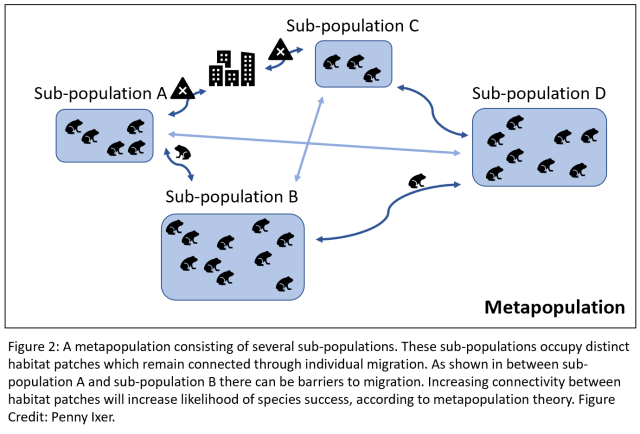 Sub-population C
Sub-population A
Sub-population D
Sub-population B
Metapopulation
Figure 2: A metapopulation consisting of several sub-populations. These sub-populations occupy distinct
habitat patches which remain connected through individual migration. As shown in between sub-
population A and sub-population B there can be barriers to migration. Increasing connectivity between
habitat patches will increase likelihood of species success, according to metapopulation theory. Figure
Credit: Penny Ixer.